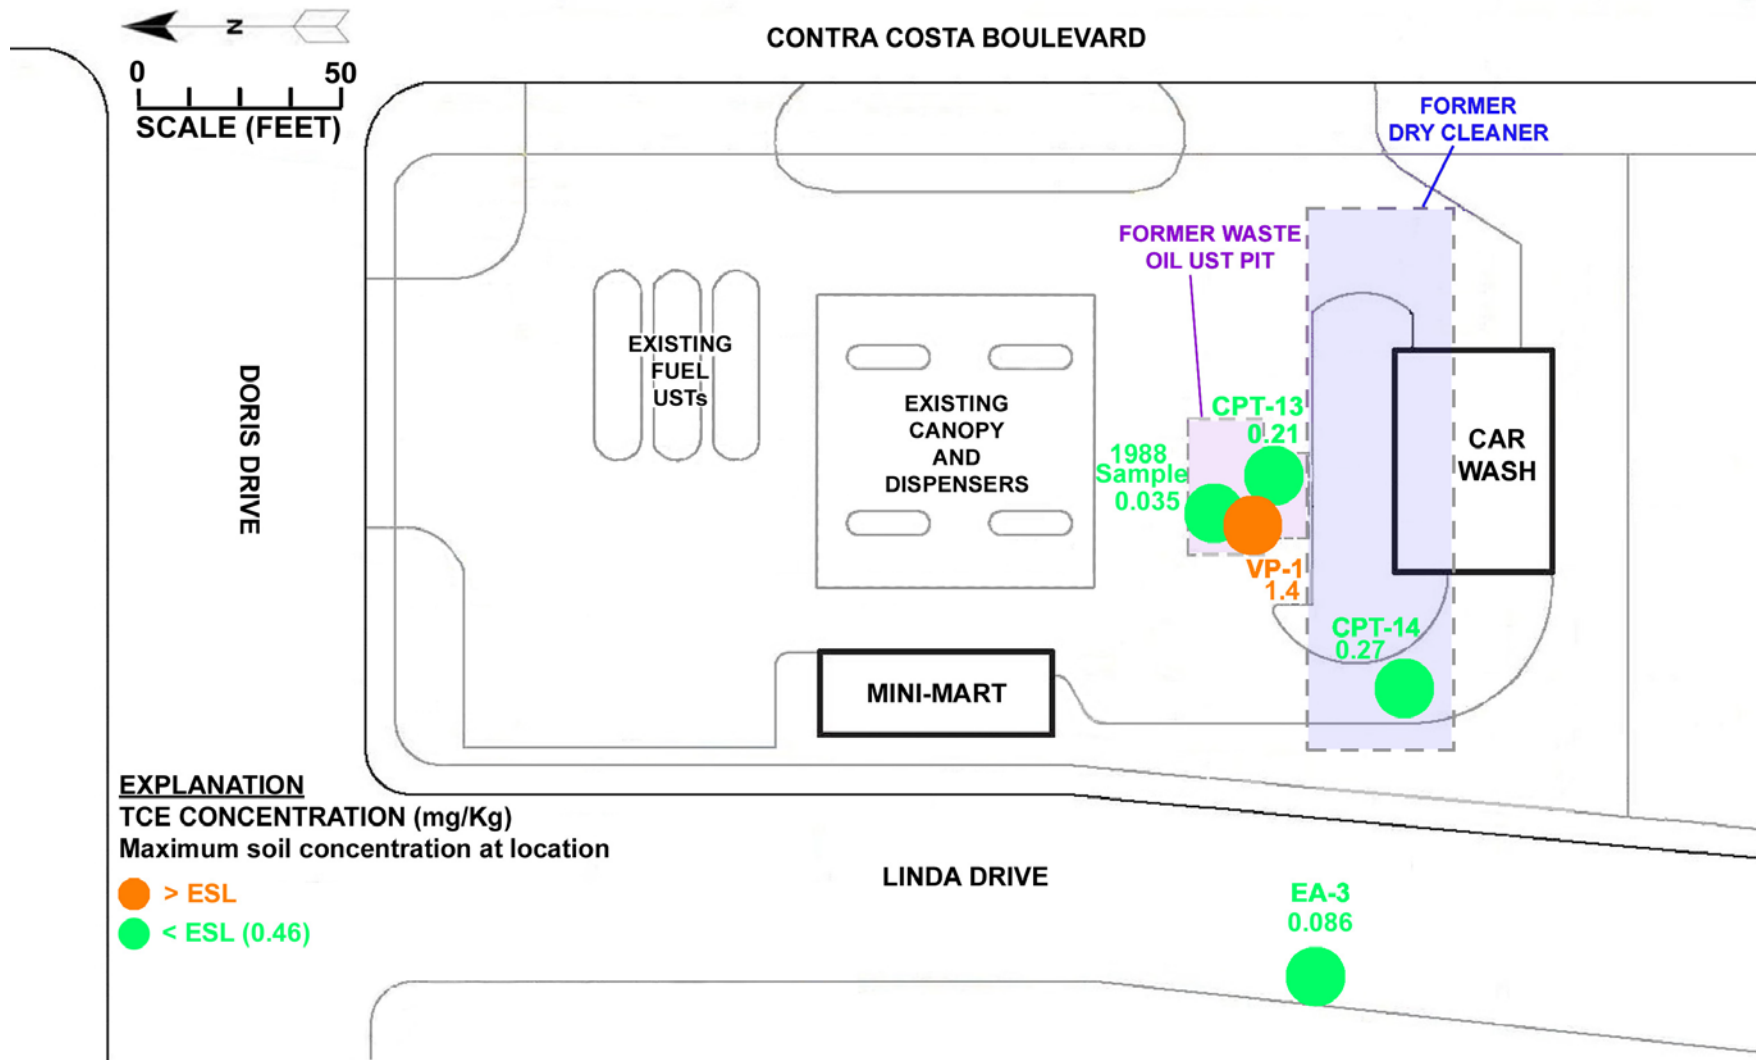 N
0 50
SCALE (FEET)
CONTRA COSTA BOULEVARD
FORMER
DRY CLEANER
FORMER WASTE
OIL UST PIT
EXISTING
FUEL
USTs
DORIS DRIVE
EXISTING
CANOPY
AND
DISPENSERS
CPT-13
0.21
1988
Sample
0.035
CAR
WASH
VP-1
1.4
CPT-14
0.27
MINI-MART
EXPLANATION
TCE CONCENTRATION (mg/Kg)
Maximum soil concentration at location
> ESL
< ESL (0.46)
LINDA DRIVE
EA-3
0.086